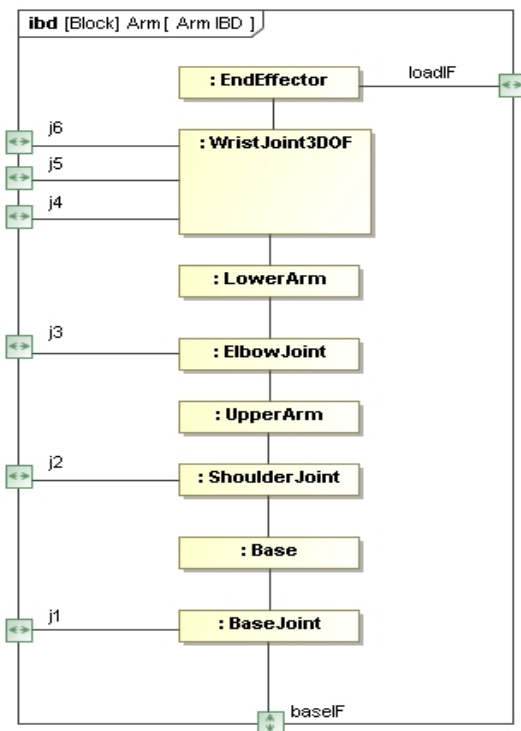 ibd [Block] Arm [ Arm IBD ]
: EndEffector
loadIF
j6
: WristJoint3DOF
j5
j4
: LowerArm
j3
: ElbowJoint
: UpperArm
j2
: ShoulderJoint
: Base
j1
: BaseJoint
baseIF